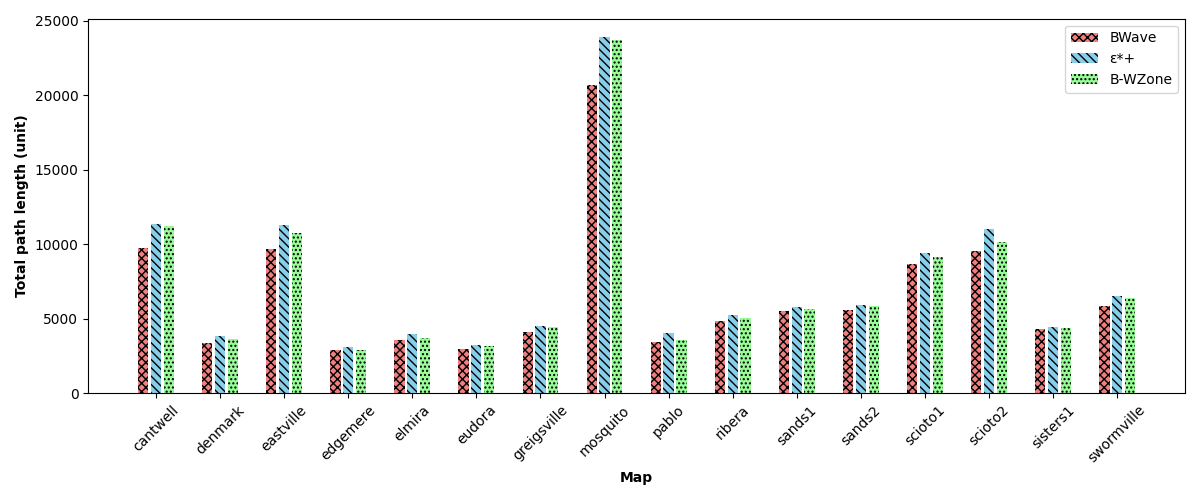 25000
20000
15000
10000
5000
0
Total path length (unit)
BWave
ε*+
B-WZone
cantwell
denmark
eastville
edgemere
elmira
eudora
greigsville
mosquito
pablo
ribera
sands1
sands2
scioto1
scioto2
sisters1
swormville
Map